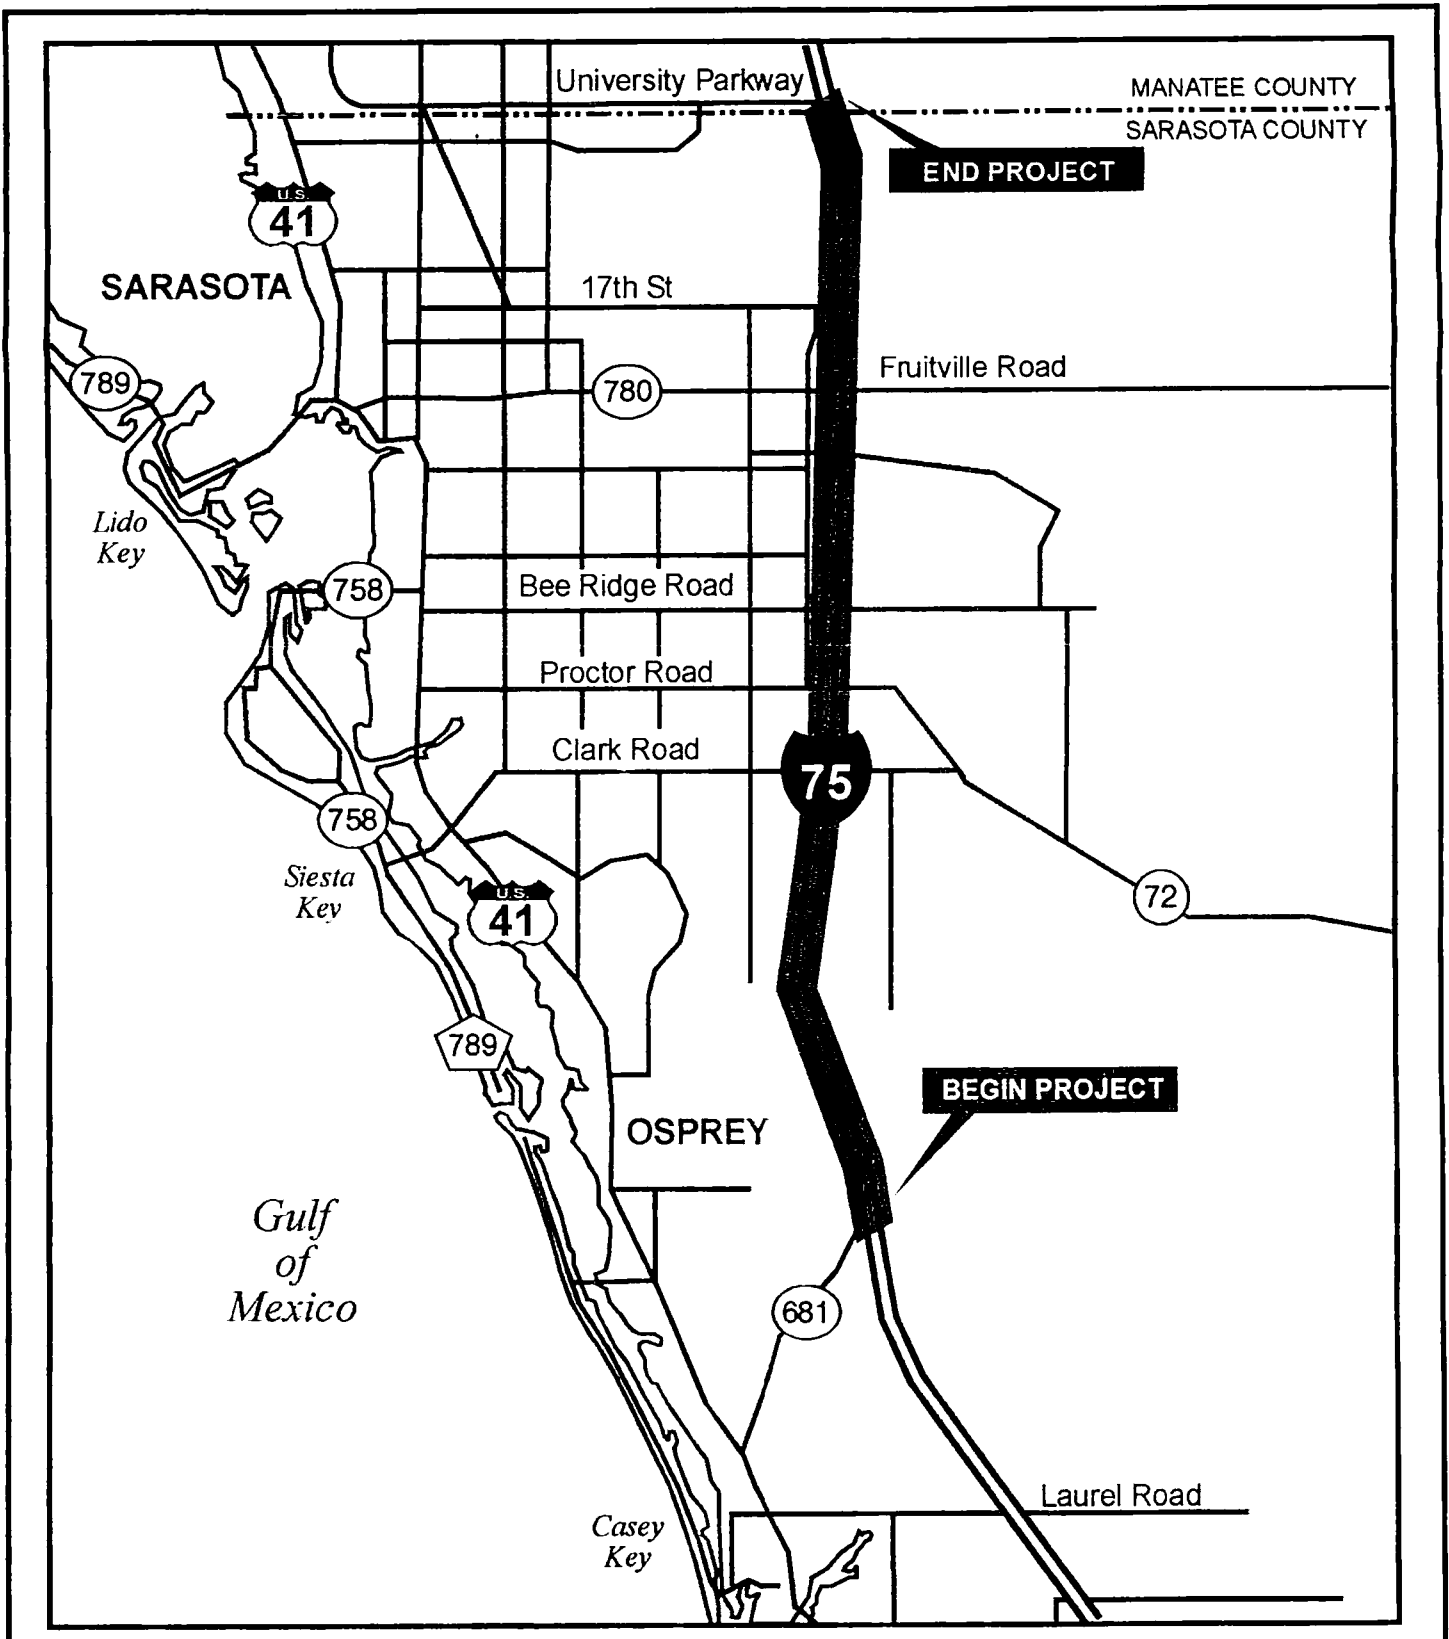 University Parkway
MANATEE COUNTY
SARASOTA COUNTY
END PROJECT
U.S.
41
SARASOTA
17th St
789
780
Fruitville Road
Lido
Key
758
Bee Ridge Road
Proctor Road
Clark Road
75
758
Siesta
Key
U.S.
41
72
789
BEGIN PROJECT
OSPREY
Gulf
of
Mexico
681
Laurel Road
Casey
Key